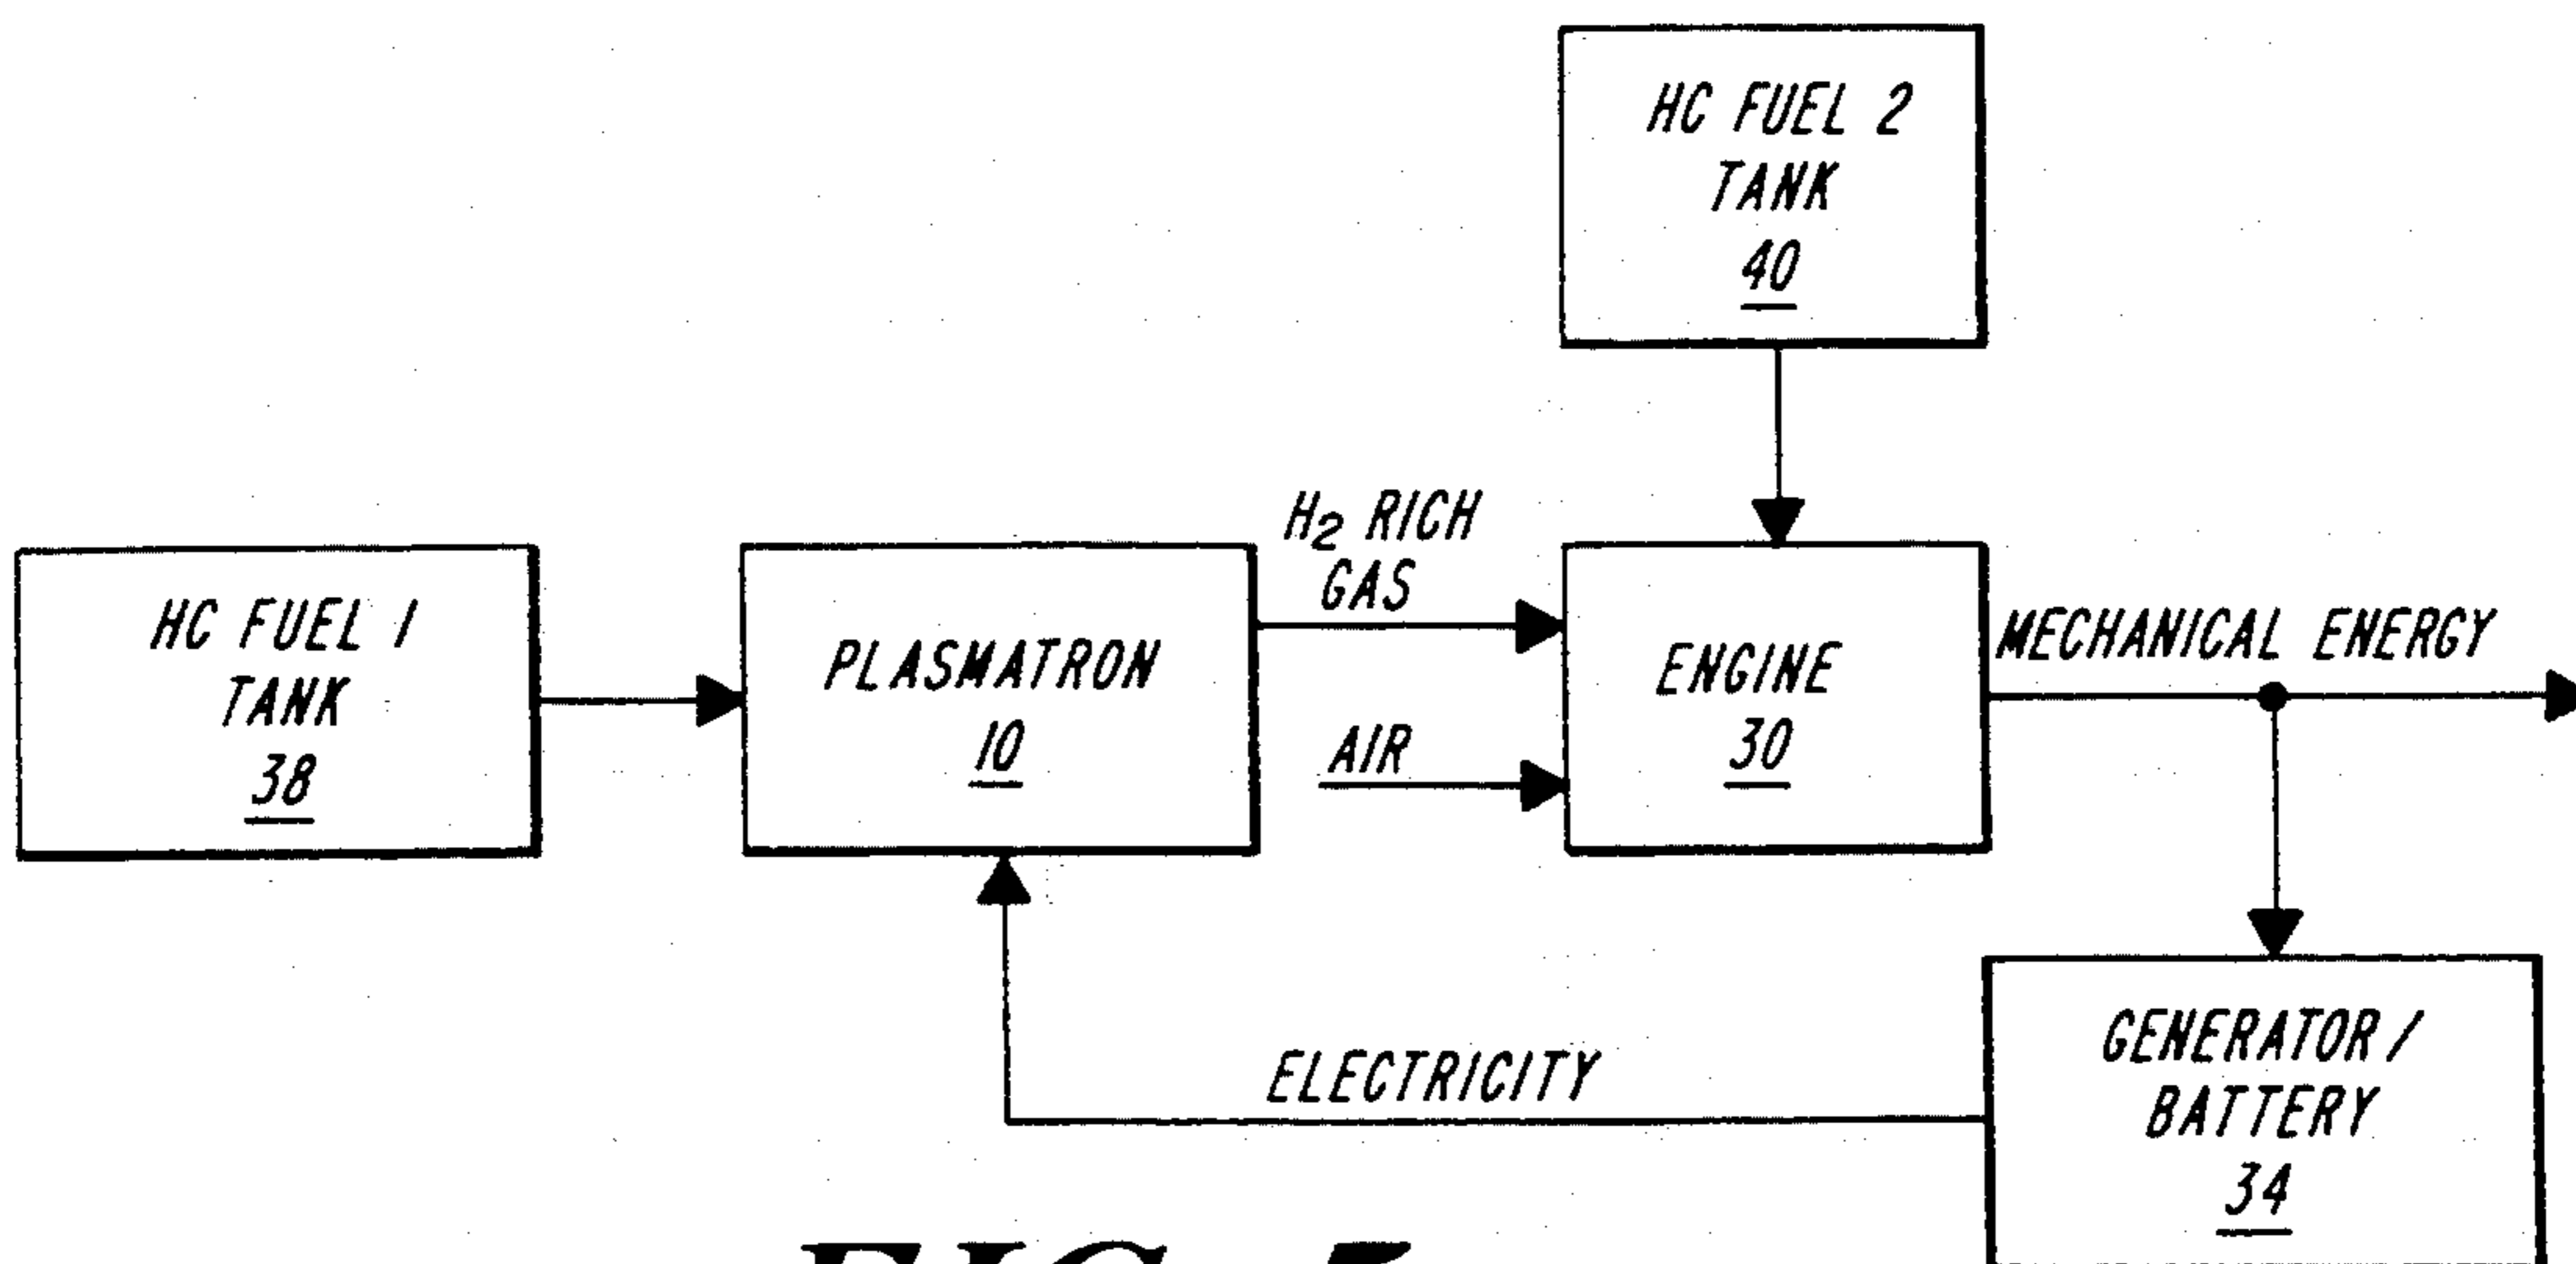 HC FUEL 2
TANK
40
HC FUEL 1
TANK
38
PLASMATRON
10
H2 RICH
GAS
AIR
ENGINE
30
MECHANICAL ENERGY
ELECTRICITY
GENERATOR/
BATTERY
34